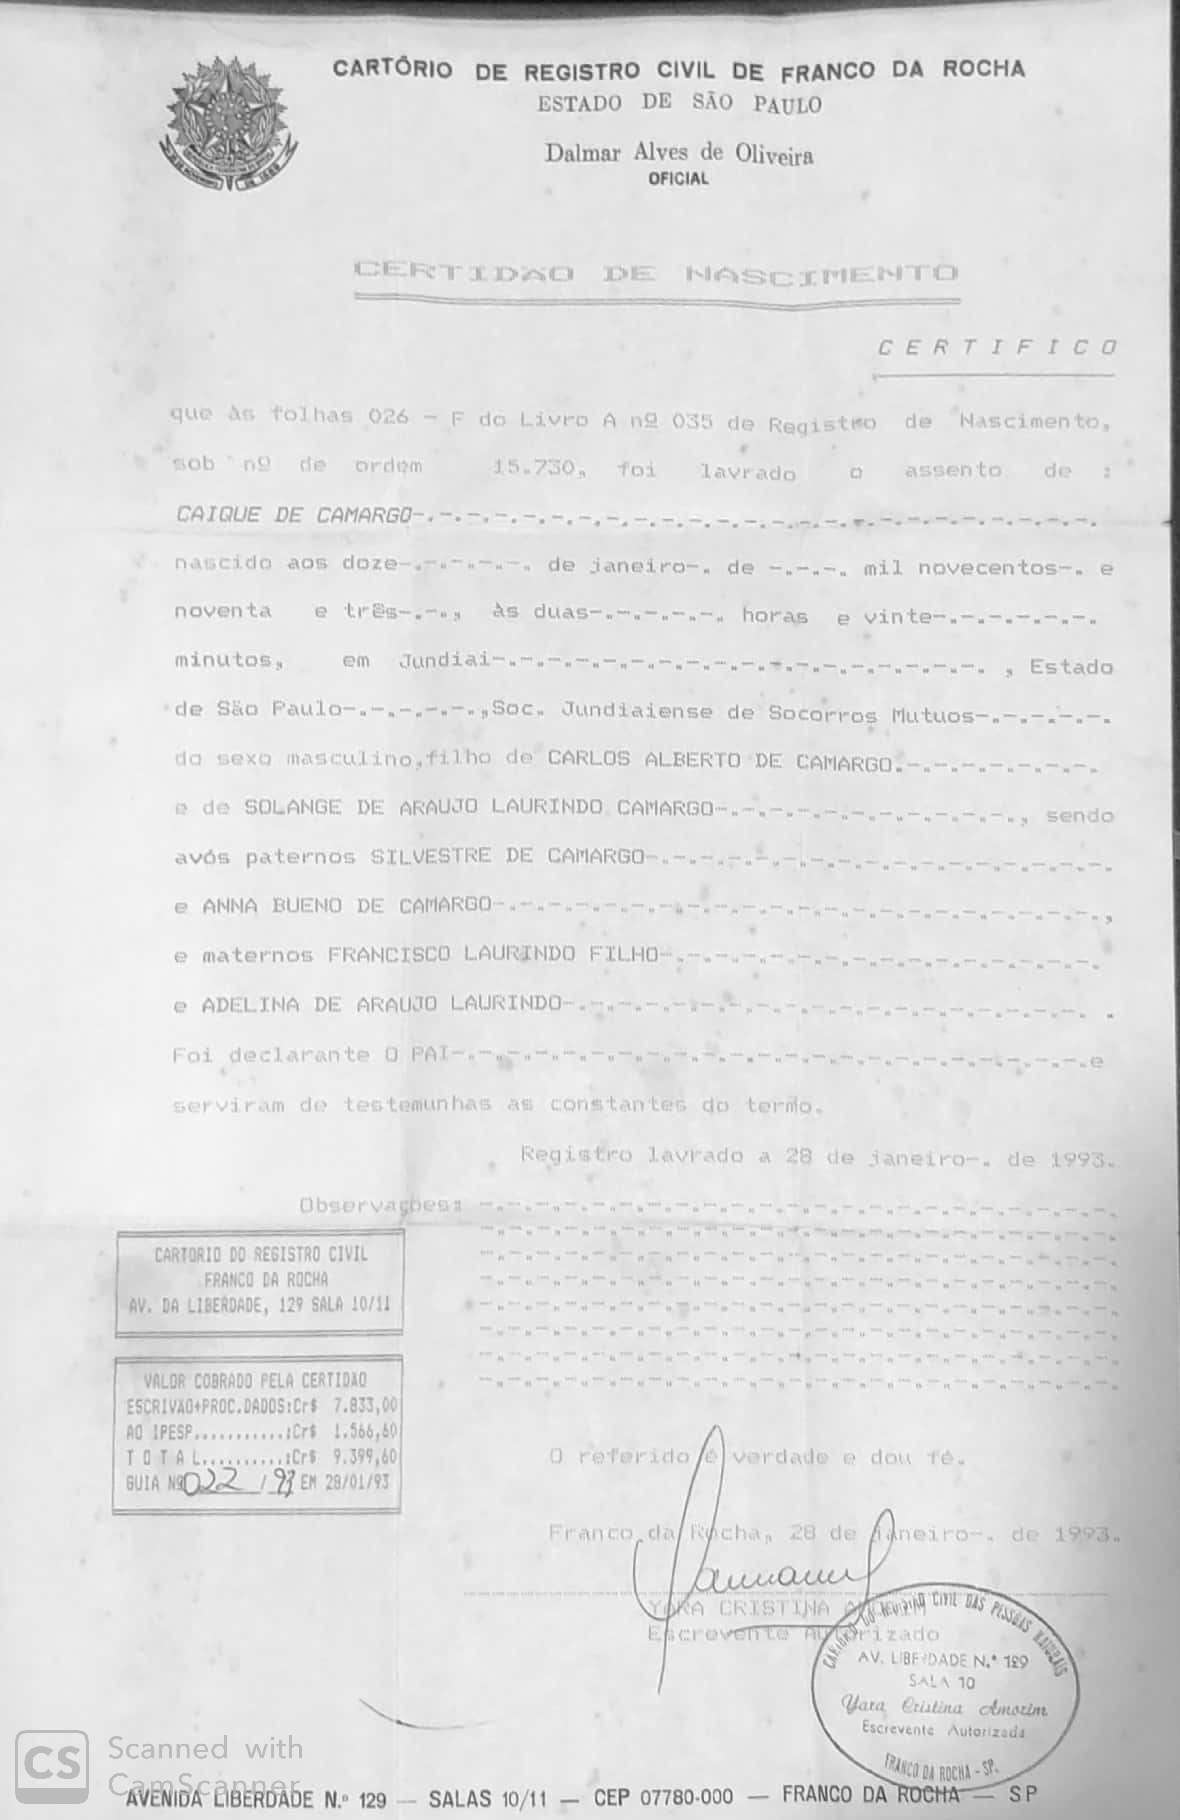 CARTÓRIO DE REGISTRO CIVIL DE FRANCO DA ROCHA
ESTADO DE SÃO PAULO
Dalmar Alves de Oliveira
OFICIAL
CERTIDAO DE NASCIMENTO
C E R T I F I C O
que às folhas 026 - F do Livro A nº 035 de Registro de Nascimento,
sob nº de ordem 15.730, foi lavrado o assento de :
CAIQUE DE CAMARGO-.-.-.-.-.-.-.-.-.-.-.-.-.-.-.-.-.-.-.-.-.-.-.-.-.
nascido aos doze-.-.-.-.-. de janeiro-. de -.-.-. mil novecentos-. e
noventa e três-.-., às duas-.-.-.-.-. horas e vinte-.-.-.-.-.-.
minutos, em Jundiai-.-.-.-.-.-.-.-.-.-.-.-.-.-.-.-.-.-. , Estado
de São Paulo-.-.-.-.-.,Soc. Jundiaiense de Socorros Mutuos-.-.-.-.-.
do sexo masculino,filho de CARLOS ALBERTO DE CAMARGO.-.-.-.-.-.-.-.
e de SOLANGE DE ARAUJO LAURINDO CAMARGO-.-.-.-.-.-.-.-.-.-.-., sendo
avós paternos SILVESTRE DE CAMARGO-.-.-.-.-.-.-.-.-.-.-.-.-.-.-.-.-.
e ANNA BUENO DE CAMARGO-.-.-.-.-.-.-.-.-.-.-.-.-.-.-.-.-.-.-.-.-.-.,
e maternos FRANCISCO LAURINDO FILHO-.-.-.-.-.-.-.-.-.-.-.-.-.-.-.-.
e ADELINA DE ARAUJO LAURINDO-.-.-.-.-.-.-.-.-.-.-.-.-.-.-.-.-.-.-. .
Foi declarante O PAI-.-.-.-.-.-.-.-.-.-.-.-.-.-.-.-.-.-.-.-.-.-.-.e
serviram de testemunhas as constantes do termo.
Registro lavrado a 28 de janeiro-. de 1993.
Observações: -.-.-.-.-.-.-.-.-.-.-.-.-.-.-.-.-.-.-.-.-.-.-.
CARTORIO DO REGISTRO CIVIL
FRANCO DA ROCHA
AV. DA LIBERDADE, 129 SALA 10/11
VALOR COBRADO PELA CERTIDAO
ESCRIVAO+PROC.DADOS:Cr$ 7.833,00
AO IPESP...........:Cr$ 1.566,60
T O T A L..........:Cr$ 9.399,60
GUIA Nº 022 / 93 EM 28/01/93
O referido é verdade e dou fé.
Franco da Rocha, 28 de janeiro-. de 1993.
YARA CRISTINA AMORIM
Escrevente Autorizado
CARTÓRIO DO REGISTRO CIVIL DAS PESSOAS NATURAIS
AV. LIBERDADE N.º 129
SALA 10
Yara Cristina Amorim
Escrevente Autorizada
FRANCO DA ROCHA - SP.
CS Scanned with
CamScanner
AVENIDA LIBERDADE N.º 129 — SALAS 10/11 — CEP 07780-000 — FRANCO DA ROCHA — SP